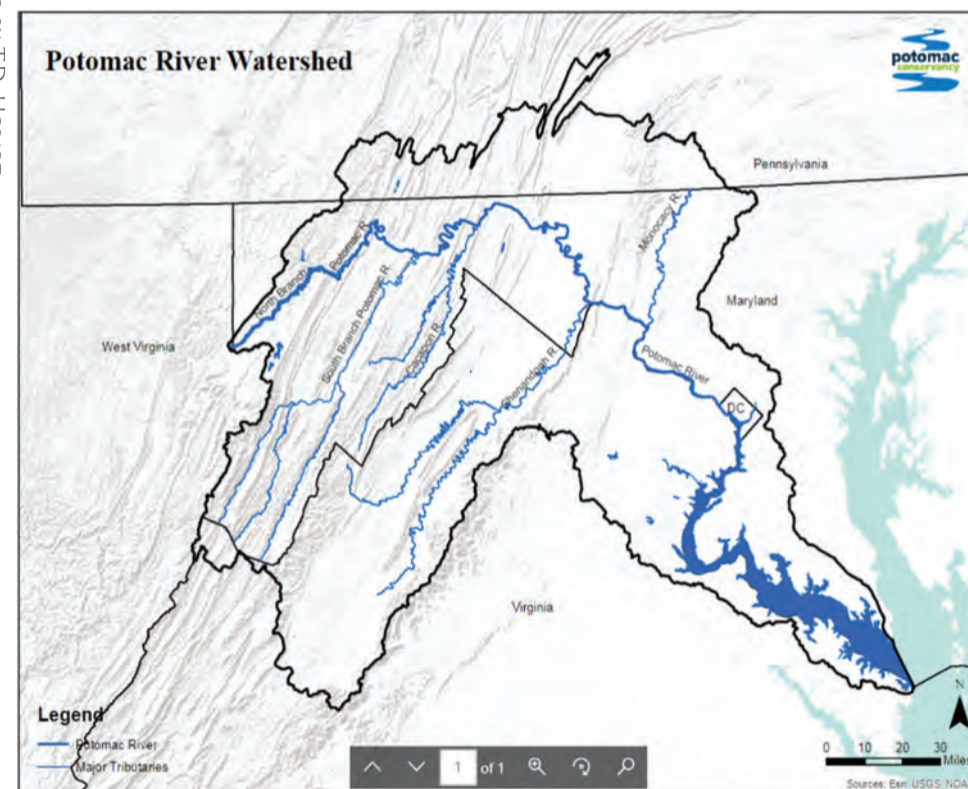 Potomac River Watershed
potomac
conservancy
Pennsylvania
Monocacy R.
North Branch Potomac R.
South Branch Potomac R.
Cacapon R.
Maryland
West Virginia
Shenandoah R.
Potomac River
DC
Virginia
Legend
Potomac River
Major Tributaries
1 of 1
N
0 10 20 30
Miles
Sources: Esri, USGS, NOA